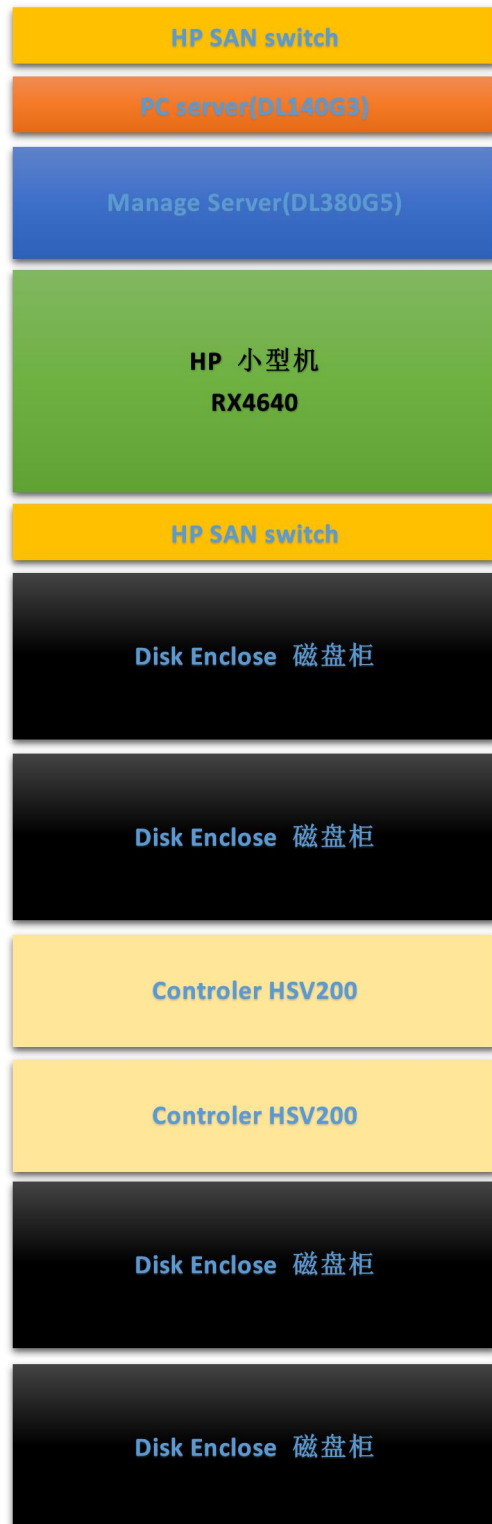 HP SAN switch
PC server(DL140G3)
Manage Server(DL380G5)
HP 小型机
RX4640
HP SAN switch
Disk Enclose 磁盘柜
Disk Enclose 磁盘柜
Controler HSV200
Controler HSV200
Disk Enclose 磁盘柜
Disk Enclose 磁盘柜